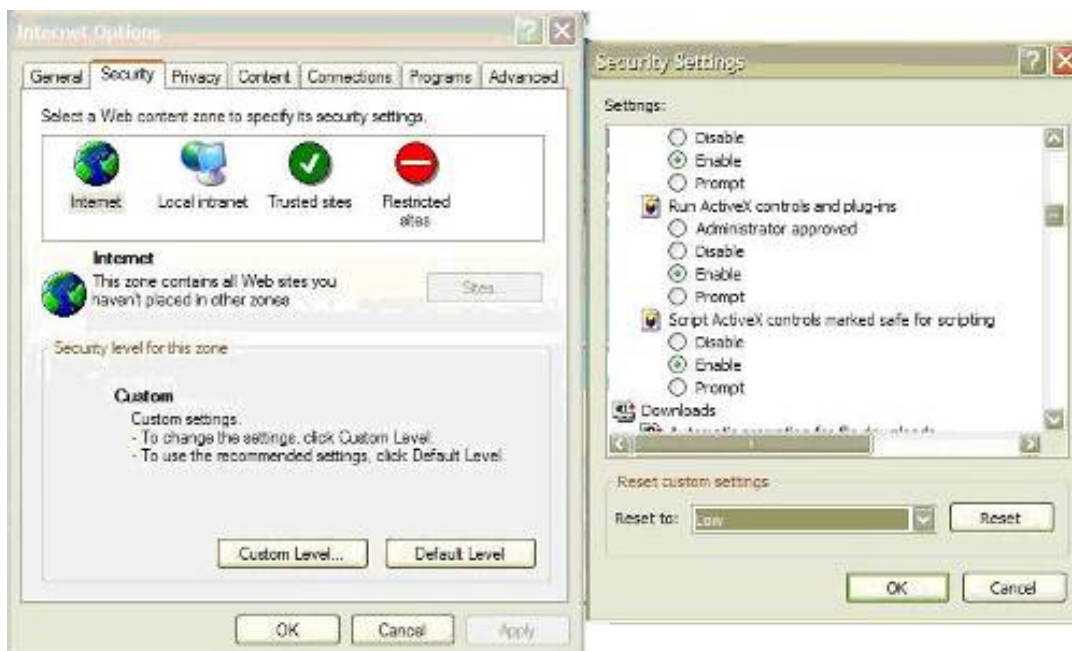 Internet Options
General Security Privacy Content Connections Programs Advanced
Select a Web content zone to specify its security settings.
Internet Local intranet Trusted sites Restricted sites
Internet
This zone contains all Web sites you
haven't placed in other zones
Sites...
Security level for this zone
Custom
Custom settings.
- To change the settings, click Custom Level.
- To use the recommended settings, click Default Level.
Custom Level... Default Level
OK Cancel Apply
Security Settings
Settings:
Disable
Enable
Prompt
Run ActiveX controls and plug-ins
Administrator approved
Disable
Enable
Prompt
Script ActiveX controls marked safe for scripting
Disable
Enable
Prompt
Downloads
Automatic prompting for file downloads
Reset custom settings
Reset to: Low Reset
OK Cancel